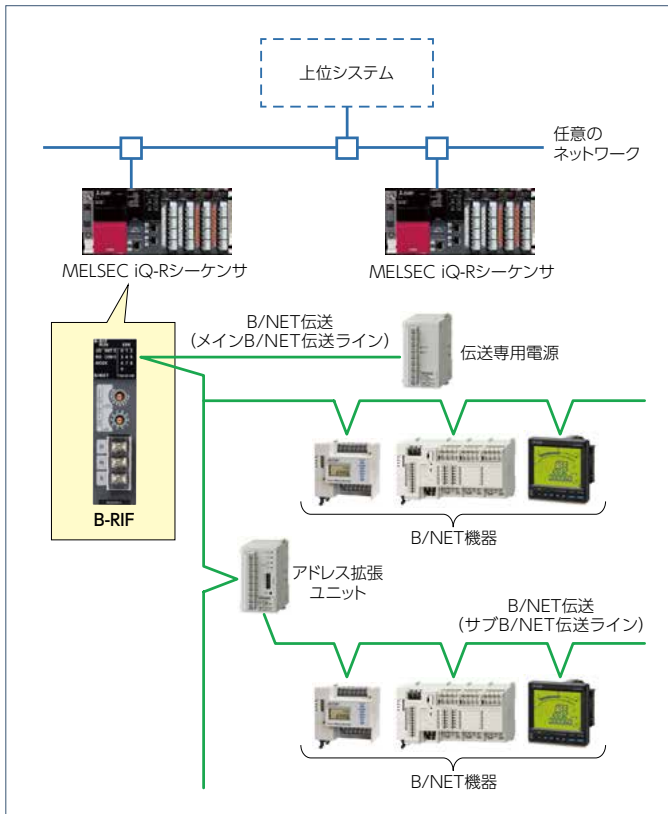 上位システム
任意の
ネットワーク
MELSEC iQ-Rシーケンサ
MELSEC iQ-Rシーケンサ
B/NET伝送
（メインB/NET伝送ライン）
伝送専用電源
B-RIF
B/NET機器
アドレス拡張
ユニット
B/NET伝送
（サブB/NET伝送ライン）
B/NET機器